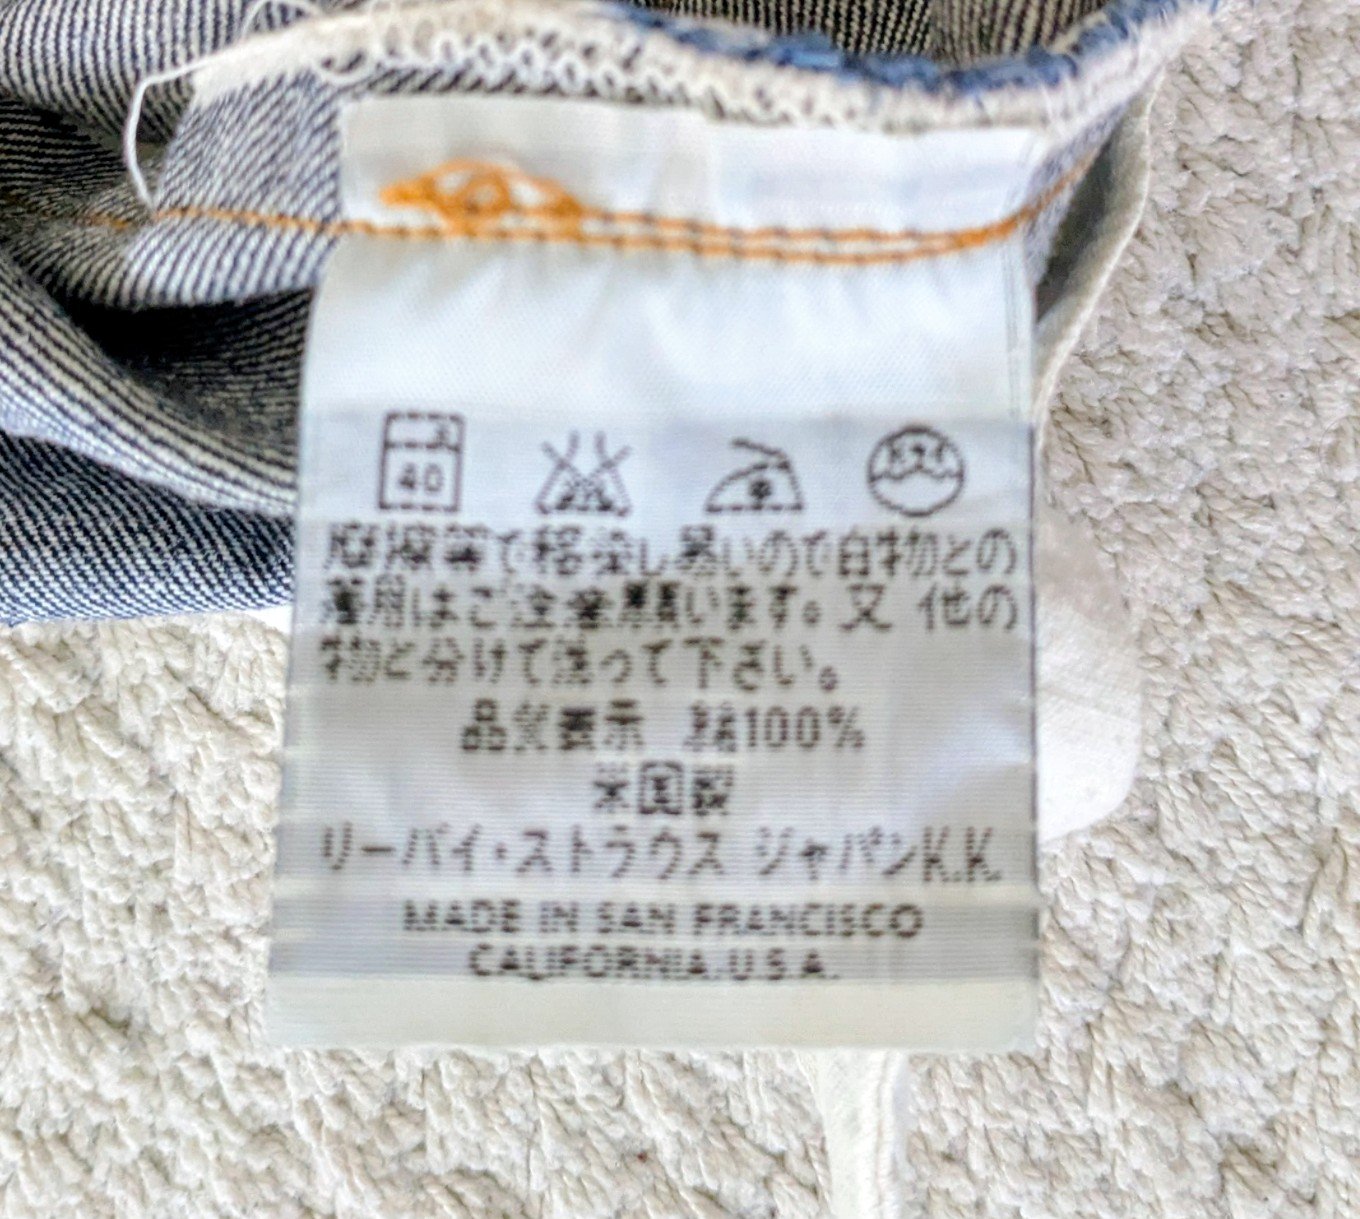 40
摩擦等で移染し易いので白物との
着用はご注意願います。又 他の
物と分けて洗って下さい。
品質表示 綿100%
米国製
リーバイ・ストラウス ジャパンK.K.
MADE IN SAN FRANCISCO
CALIFORNIA.U.S.A.